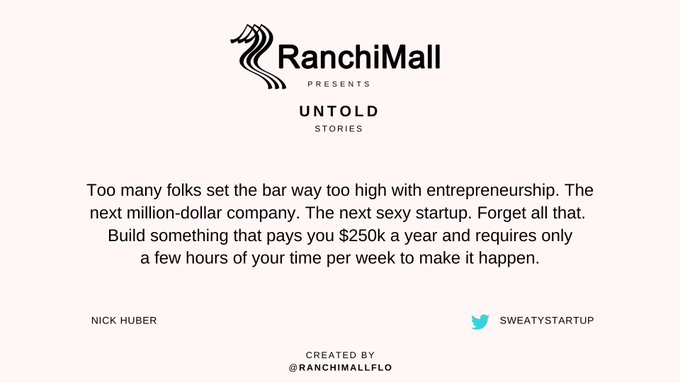 RanchiMall
PRESENTS
UNTOLD
STORIES
Too many folks set the bar way too high with entrepreneurship. The
next million-dollar company. The next sexy startup. Forget all that.
Build something that pays you $250k a year and requires only
a few hours of your time per week to make it happen.
NICK HUBER
SWEATYSTARTUP
CREATED BY
@RANCHIMALLFLO